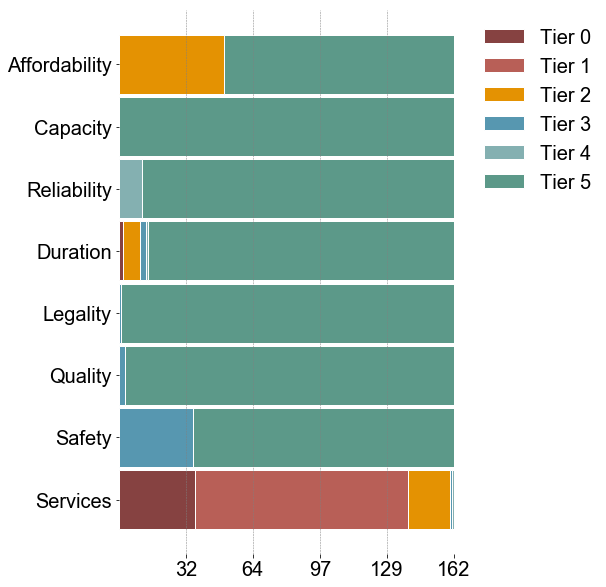 Affordability
Capacity
Reliability
Duration
Legality
Quality
Safety
Services
32 64 97 129 162
Tier 0
Tier 1
Tier 2
Tier 3
Tier 4
Tier 5